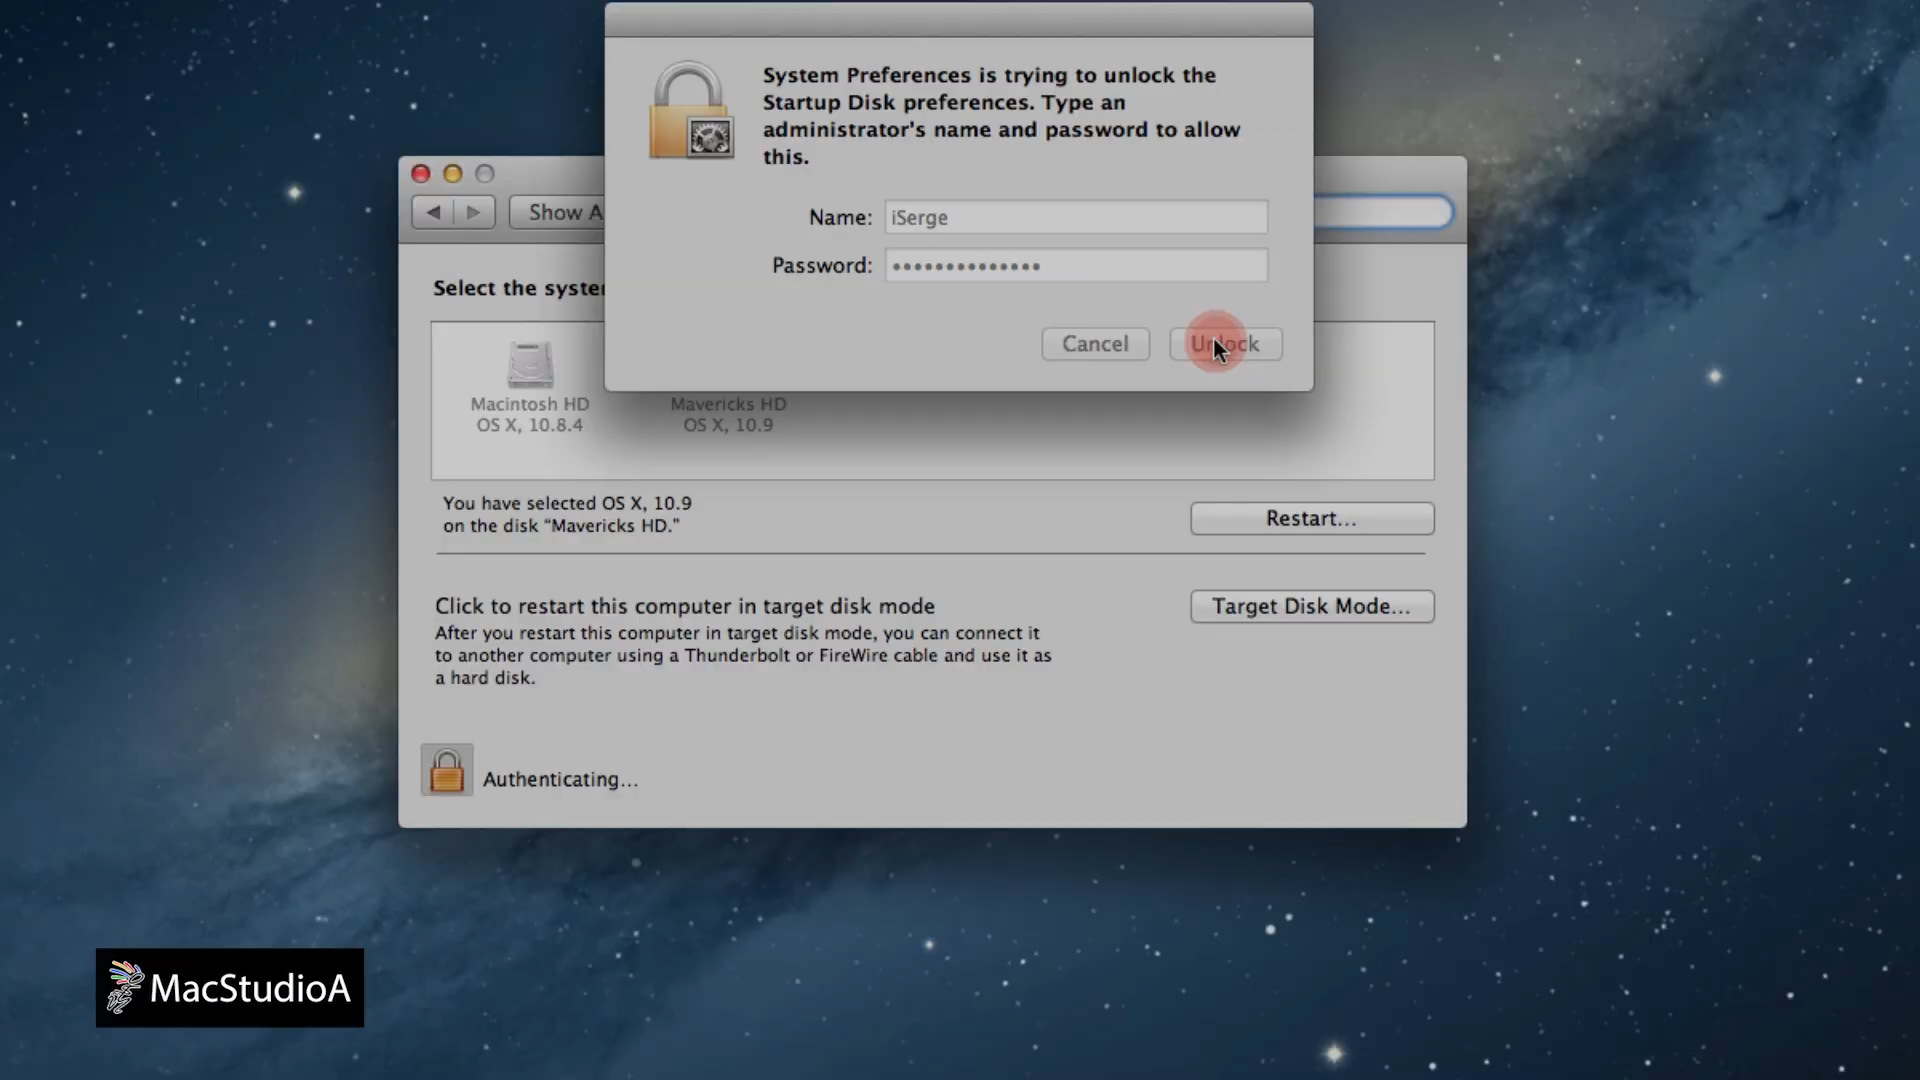 System Preferences is trying to unlock the
Startup Disk preferences. Type an
administrator's name and password to allow
this.
Name: iSerge
Password: ••••••••••••••
Cancel
Unlock
Show A
Select the syste
Macintosh HD
OS X, 10.8.4
Mavericks HD
OS X, 10.9
You have selected OS X, 10.9
on the disk “Mavericks HD.”
Restart...
Click to restart this computer in target disk mode
Target Disk Mode...
After you restart this computer in target disk mode, you can connect it
to another computer using a Thunderbolt or FireWire cable and use it as
a hard disk.
Authenticating...
MacStudioA